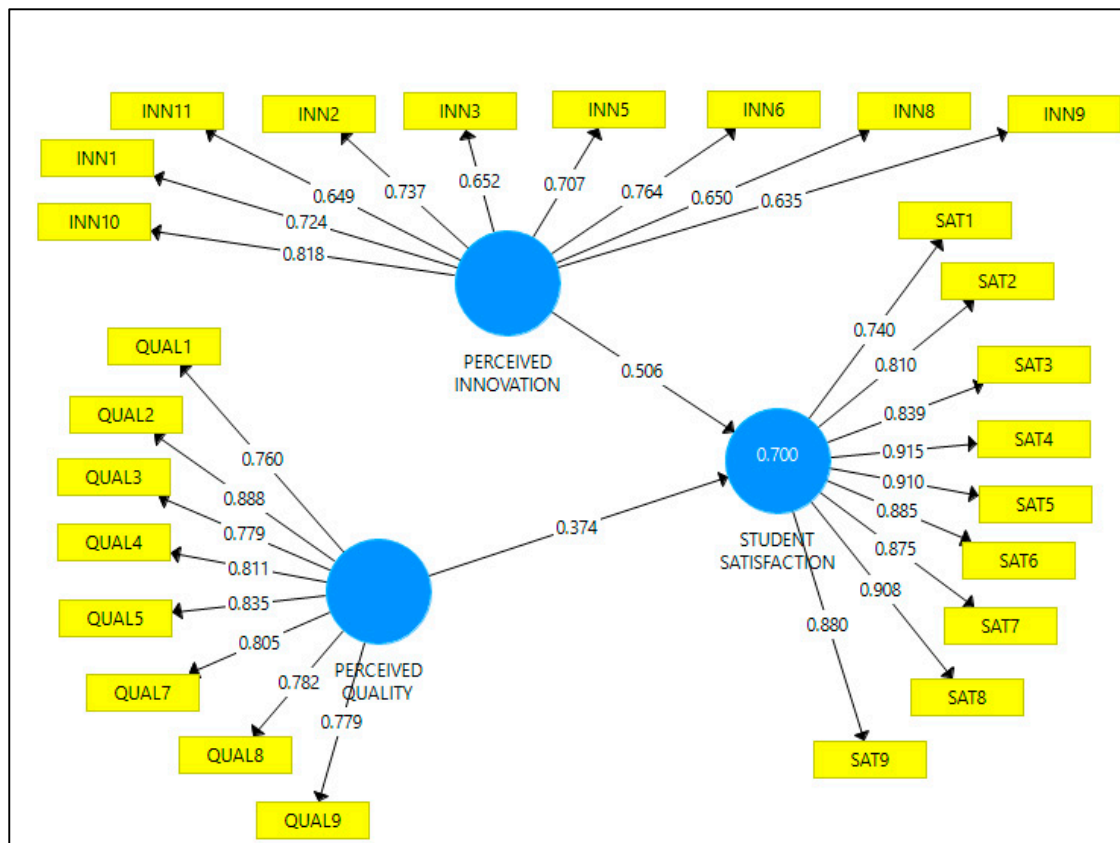 INN11
INN2
INN3
INN5
INN6
INN8
INN9
INN1
INN10
0.649
0.737
0.652
0.707
0.764
0.650
0.635
0.724
0.818
PERCEIVED
INNOVATION
0.506
SAT1
SAT2
SAT3
SAT4
SAT5
SAT6
SAT7
SAT8
SAT9
0.740
0.810
0.839
0.915
0.910
0.885
0.875
0.908
0.880
0.700
STUDENT
SATISFACTION
0.374
QUAL1
QUAL2
QUAL3
QUAL4
QUAL5
QUAL7
QUAL8
QUAL9
0.760
0.888
0.779
0.811
0.835
0.805
0.782
0.779
PERCEIVED
QUALITY